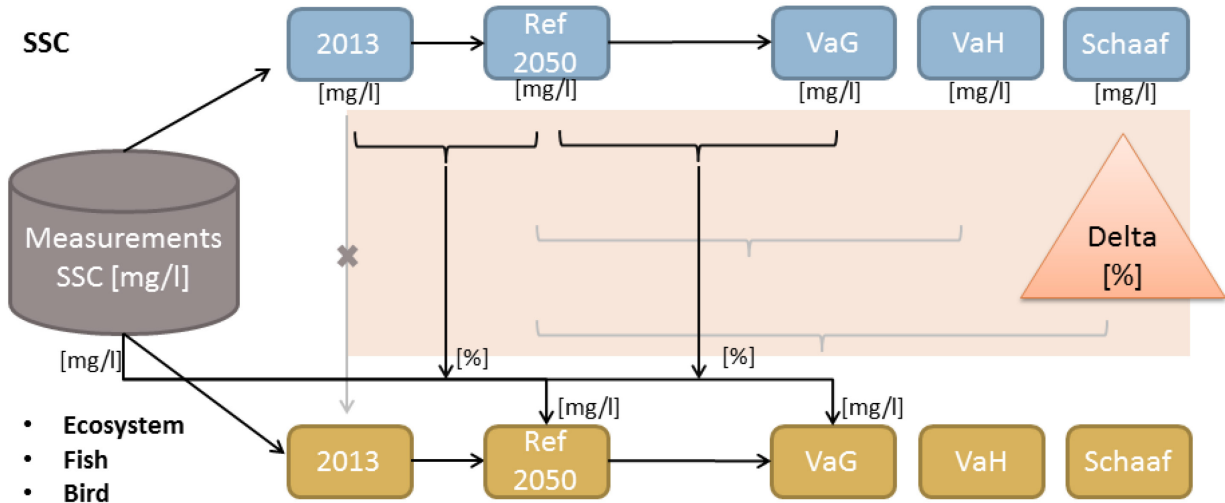 SSC
2013
Ref
2050
VaG
VaH
Schaaf
[mg/l]
[mg/l]
[mg/l]
[mg/l]
[mg/l]
Measurements
SSC [mg/l]
Delta
[%]
[mg/l]
[%]
[%]
[mg/l]
[mg/l]
• Ecosystem
• Fish
• Bird
2013
Ref
2050
VaG
VaH
Schaaf